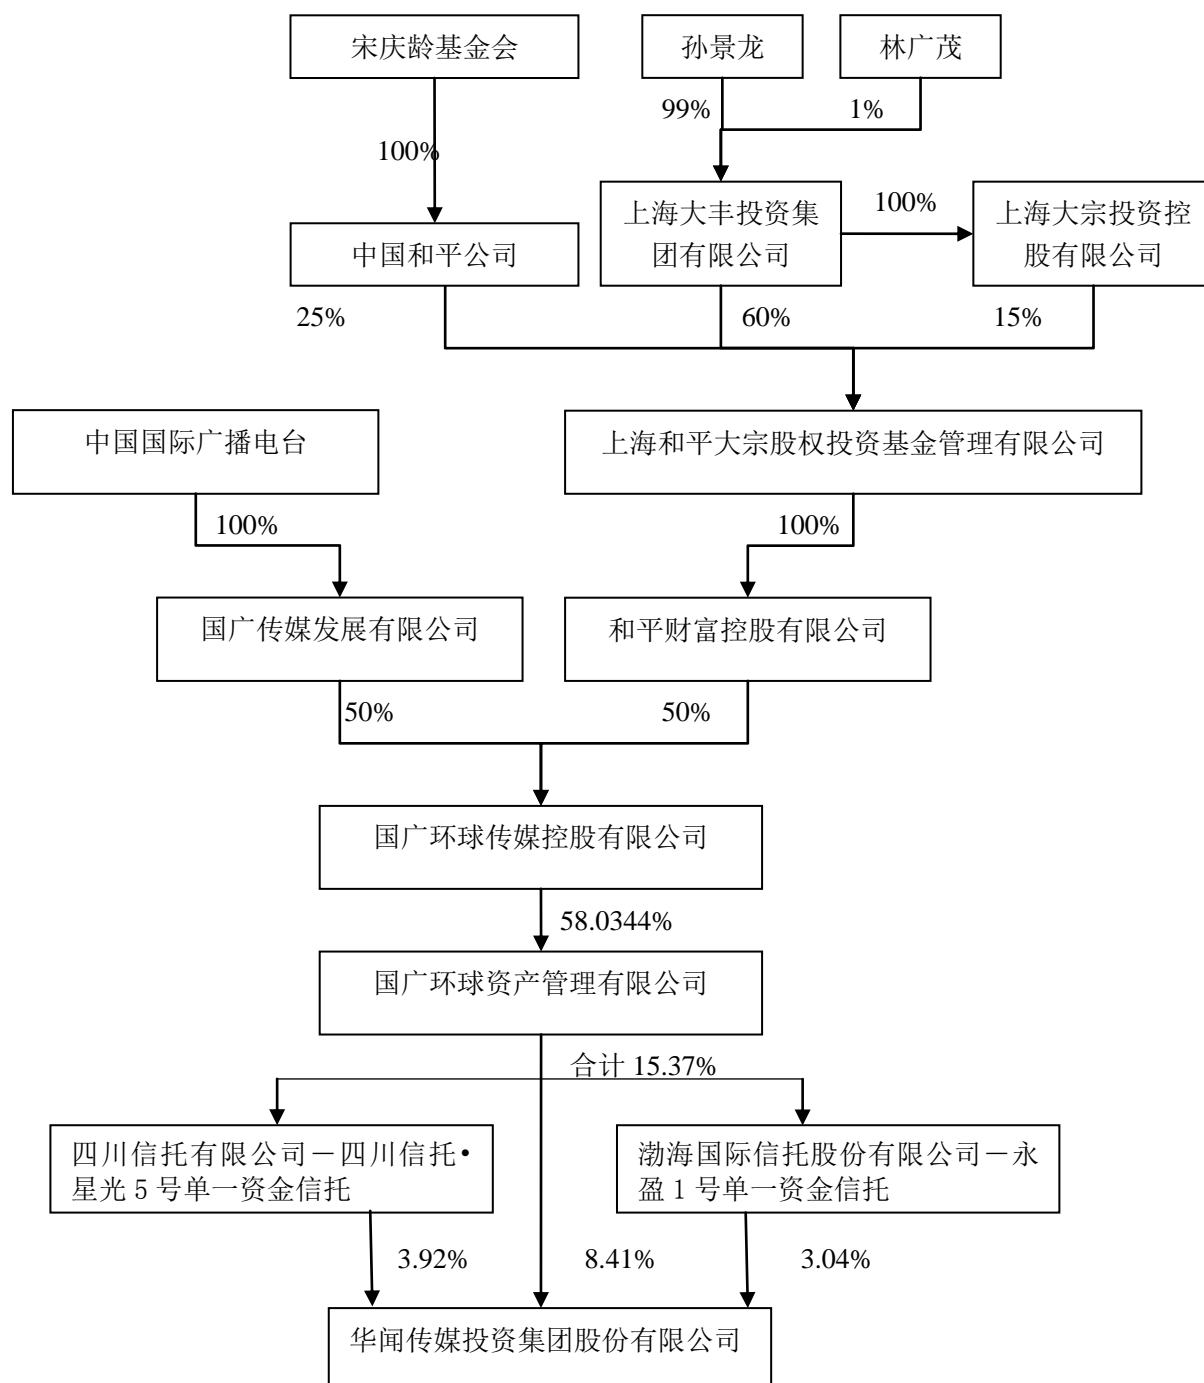 宋庆龄基金会
孙景龙
林广茂
99%
1%
100%
上海大丰投资集
团有限公司
100%
上海大宗投资控
股有限公司
中国和平公司
25%
60%
15%
中国国际广播电台
上海和平大宗股权投资基金管理有限公司
100%
100%
国广传媒发展有限公司
和平财富控股有限公司
50%
50%
国广环球传媒控股有限公司
58.0344%
国广环球资产管理有限公司
合计 15.37%
四川信托有限公司－四川信托•
星光 5 号单一资金信托
渤海国际信托股份有限公司－永
盈 1 号单一资金信托
3.92%
8.41%
3.04%
华闻传媒投资集团股份有限公司